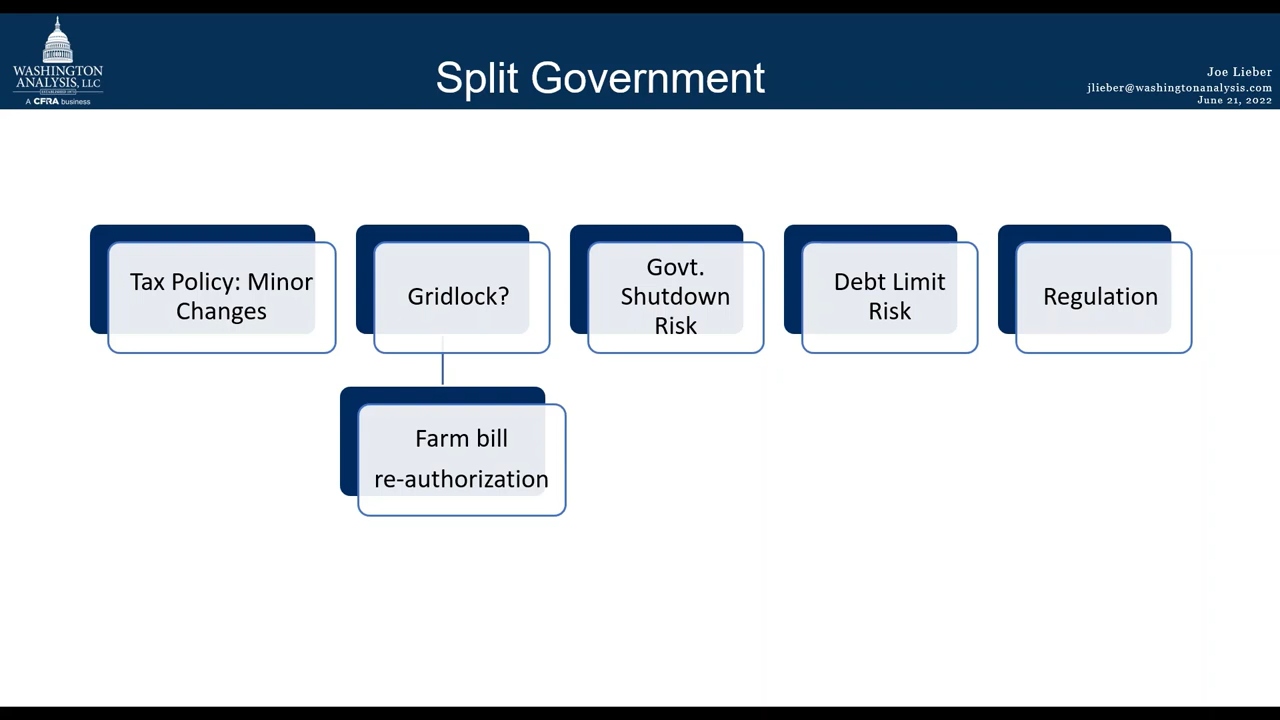 WASHINGTON
ANALYSIS, LLC
A CFRA business
Split Government
Joe Lieber
jlieber@washingtonanalysis.com
June 21, 2022
Tax Policy: Minor
Changes
Gridlock?
Govt.
Shutdown
Risk
Debt Limit
Risk
Regulation
Farm bill
re-authorization